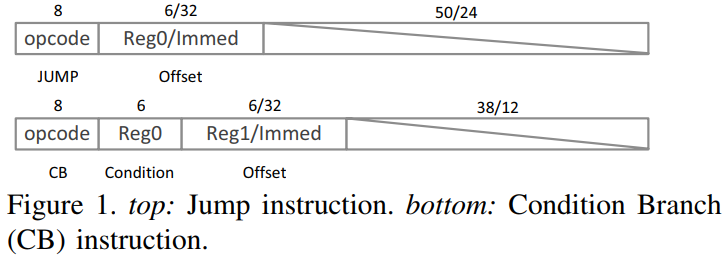 8 6/32 50/24
opcode Reg0/Immed
JUMP Offset
8 6 6/32 38/12
opcode Reg0 Reg1/Immed
CB Condition Offset
Figure 1. top: Jump instruction. bottom: Condition Branch
(CB) instruction.